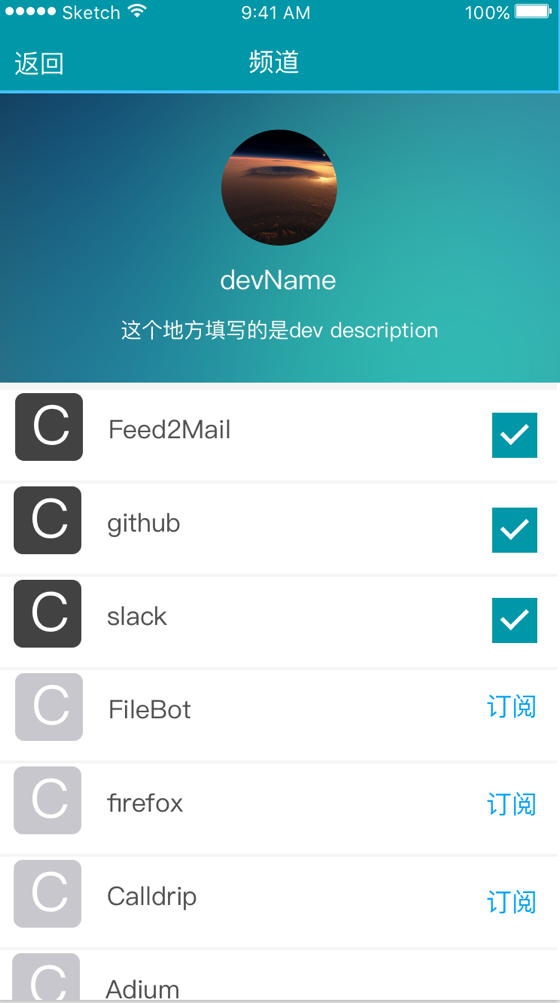 Sketch 9:41 AM 100%
返回 频道
devName
这个地方填写的是dev description
C Feed2Mail
C github
C slack
C FileBot 订阅
C firefox 订阅
C Calldrip 订阅
C Adium